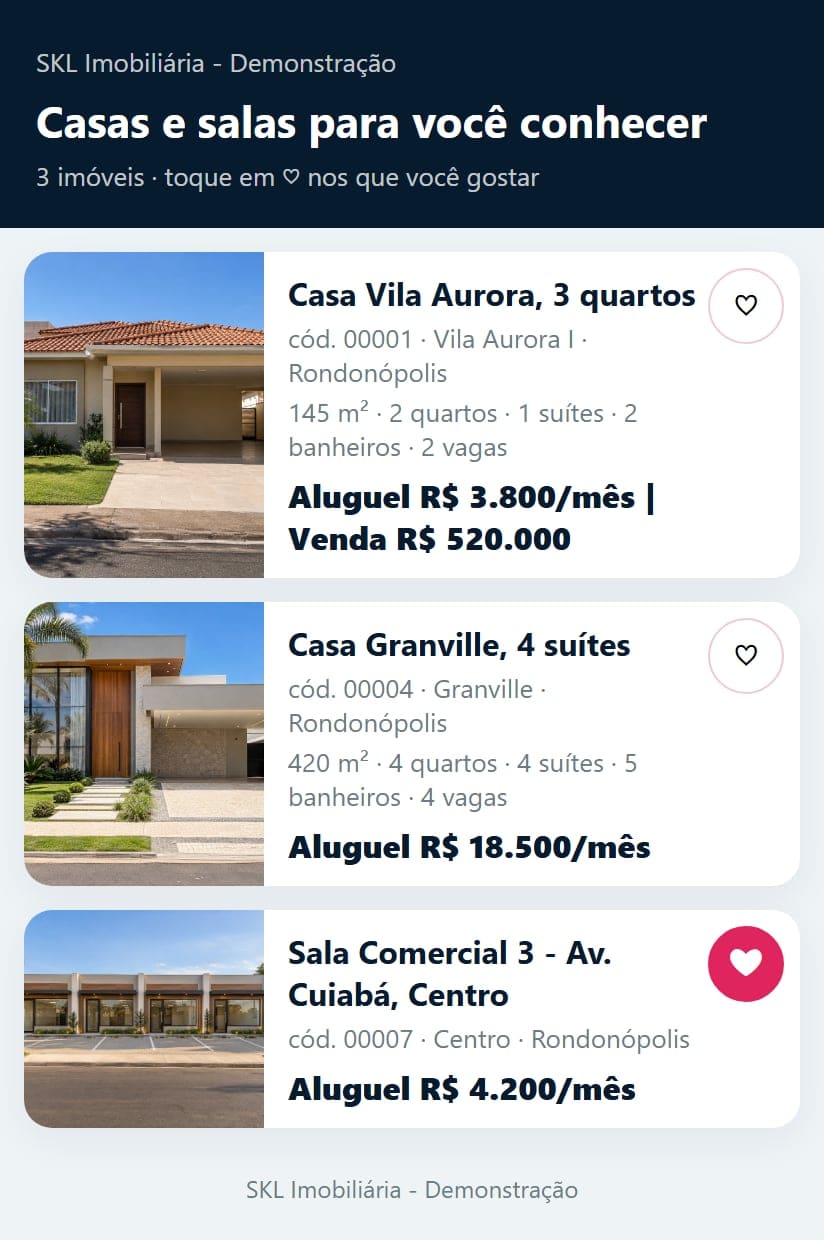 SKL Imobiliária - Demonstração
Casas e salas para você conhecer
3 imóveis · toque em ♡ nos que você gostar
Casa Vila Aurora, 3 quartos
cód. 00001 · Vila Aurora I ·
Rondonópolis
145 m² · 2 quartos · 1 suítes · 2
banheiros · 2 vagas
Aluguel R$ 3.800/mês |
Venda R$ 520.000
Casa Granville, 4 suítes
cód. 00004 · Granville ·
Rondonópolis
420 m² · 4 quartos · 4 suítes · 5
banheiros · 4 vagas
Aluguel R$ 18.500/mês
Sala Comercial 3 - Av.
Cuiabá, Centro
cód. 00007 · Centro · Rondonópolis
Aluguel R$ 4.200/mês
SKL Imobiliária - Demonstração